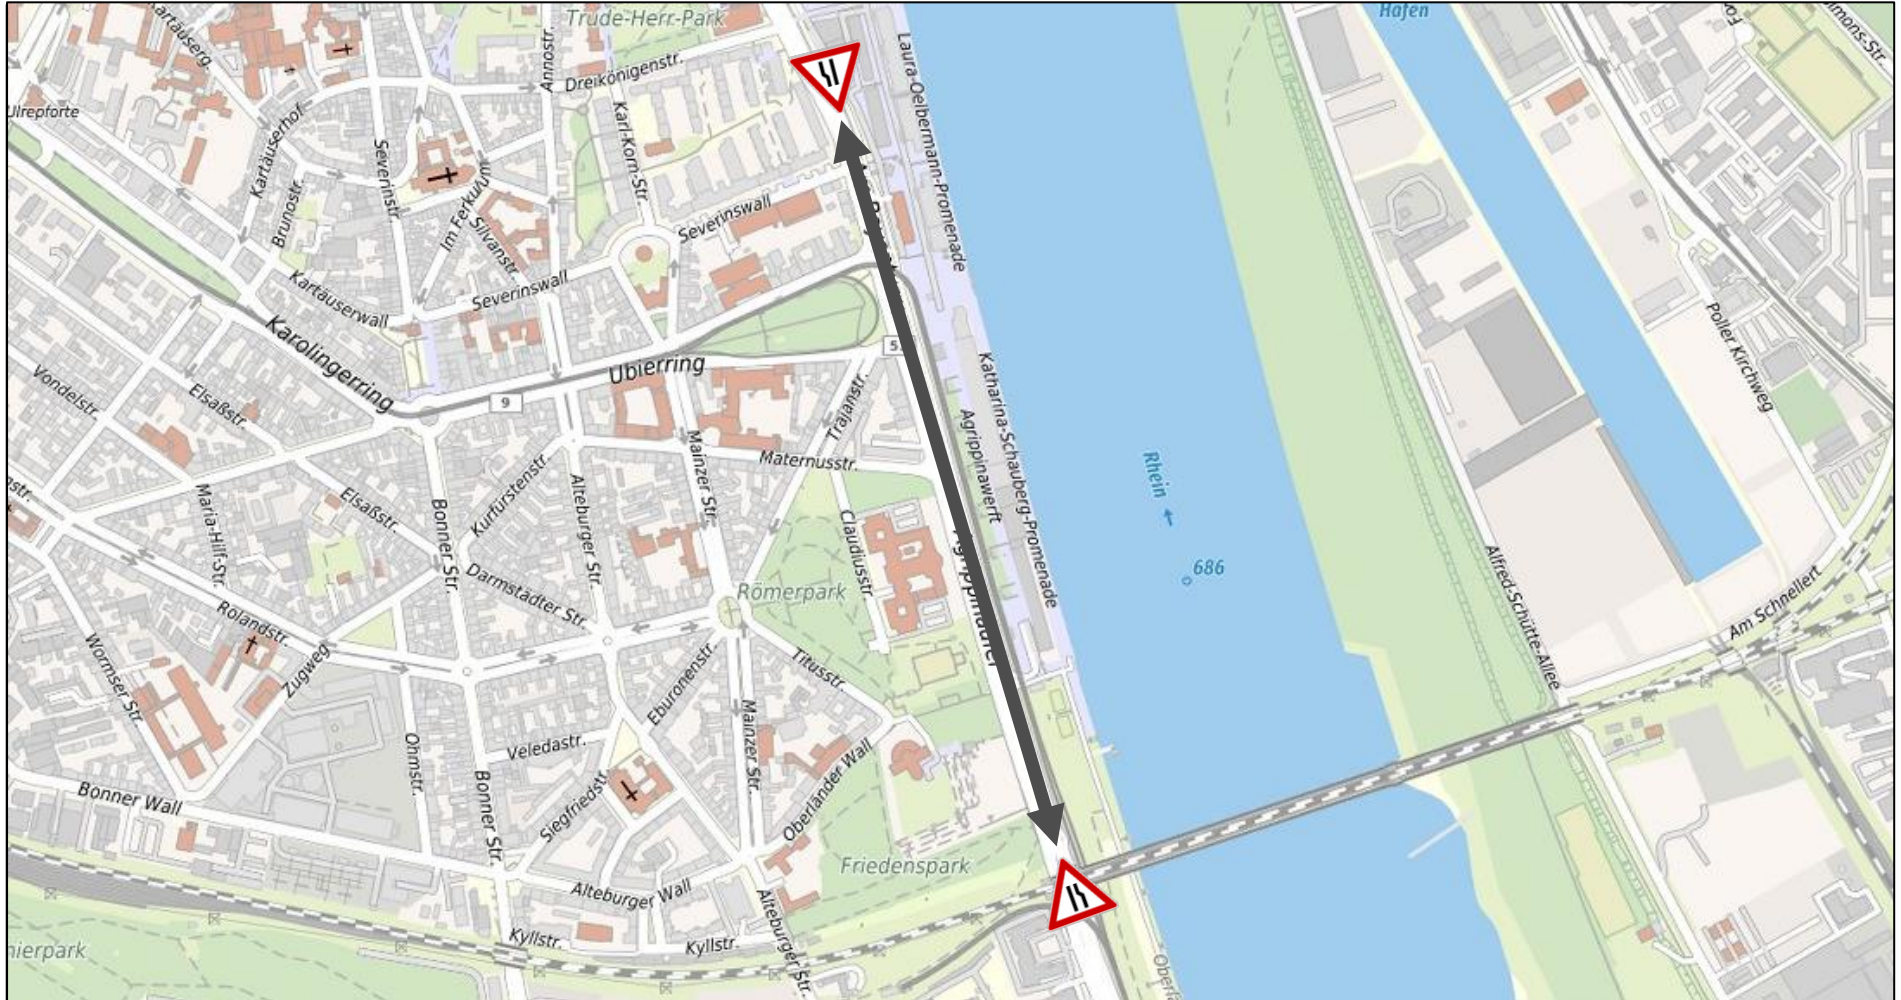 Trude-Herr-Park
Hafen
Annostr.
Dreikönigenstr.
Laura-Oelbermann-Promenade
Ulrepforte
Kartäuserhof
Karl-Korn-Str.
Severinstr.
Brunostr.
Im Ferkulum
Silvanstr.
Severinswall
Kartäuserwall
Severinswall
Karolingerring
Ubierring
9
Poller Kirchweg
Katharina-Schauberg-Promenade
Vondelstr.
Elsaßstr.
Trajanstr.
Agrippinawerft
Mainzer Str.
Maternusstr.
Rhein
Maria-Hilf-Str.
Elsaßstr.
Bonner Str.
Kurfürstenstr.
Alteburger Str.
Claudiusstr.
686
Alfred-Schütte-Allee
Darmstädter Str.
Römerpark
Am Schnellert
Rolandstr.
Wormser Str.
Zugweg
Titusstr.
Eburonenstr.
Mainzer Str.
Ohmstr.
Veledastr.
Bonner Str.
Siegfriedstr.
Oberländer Wall
Bonner Wall
Friedenspark
Alteburger Wall
Alteburger Str.
Kyllstr.
Kyllstr.